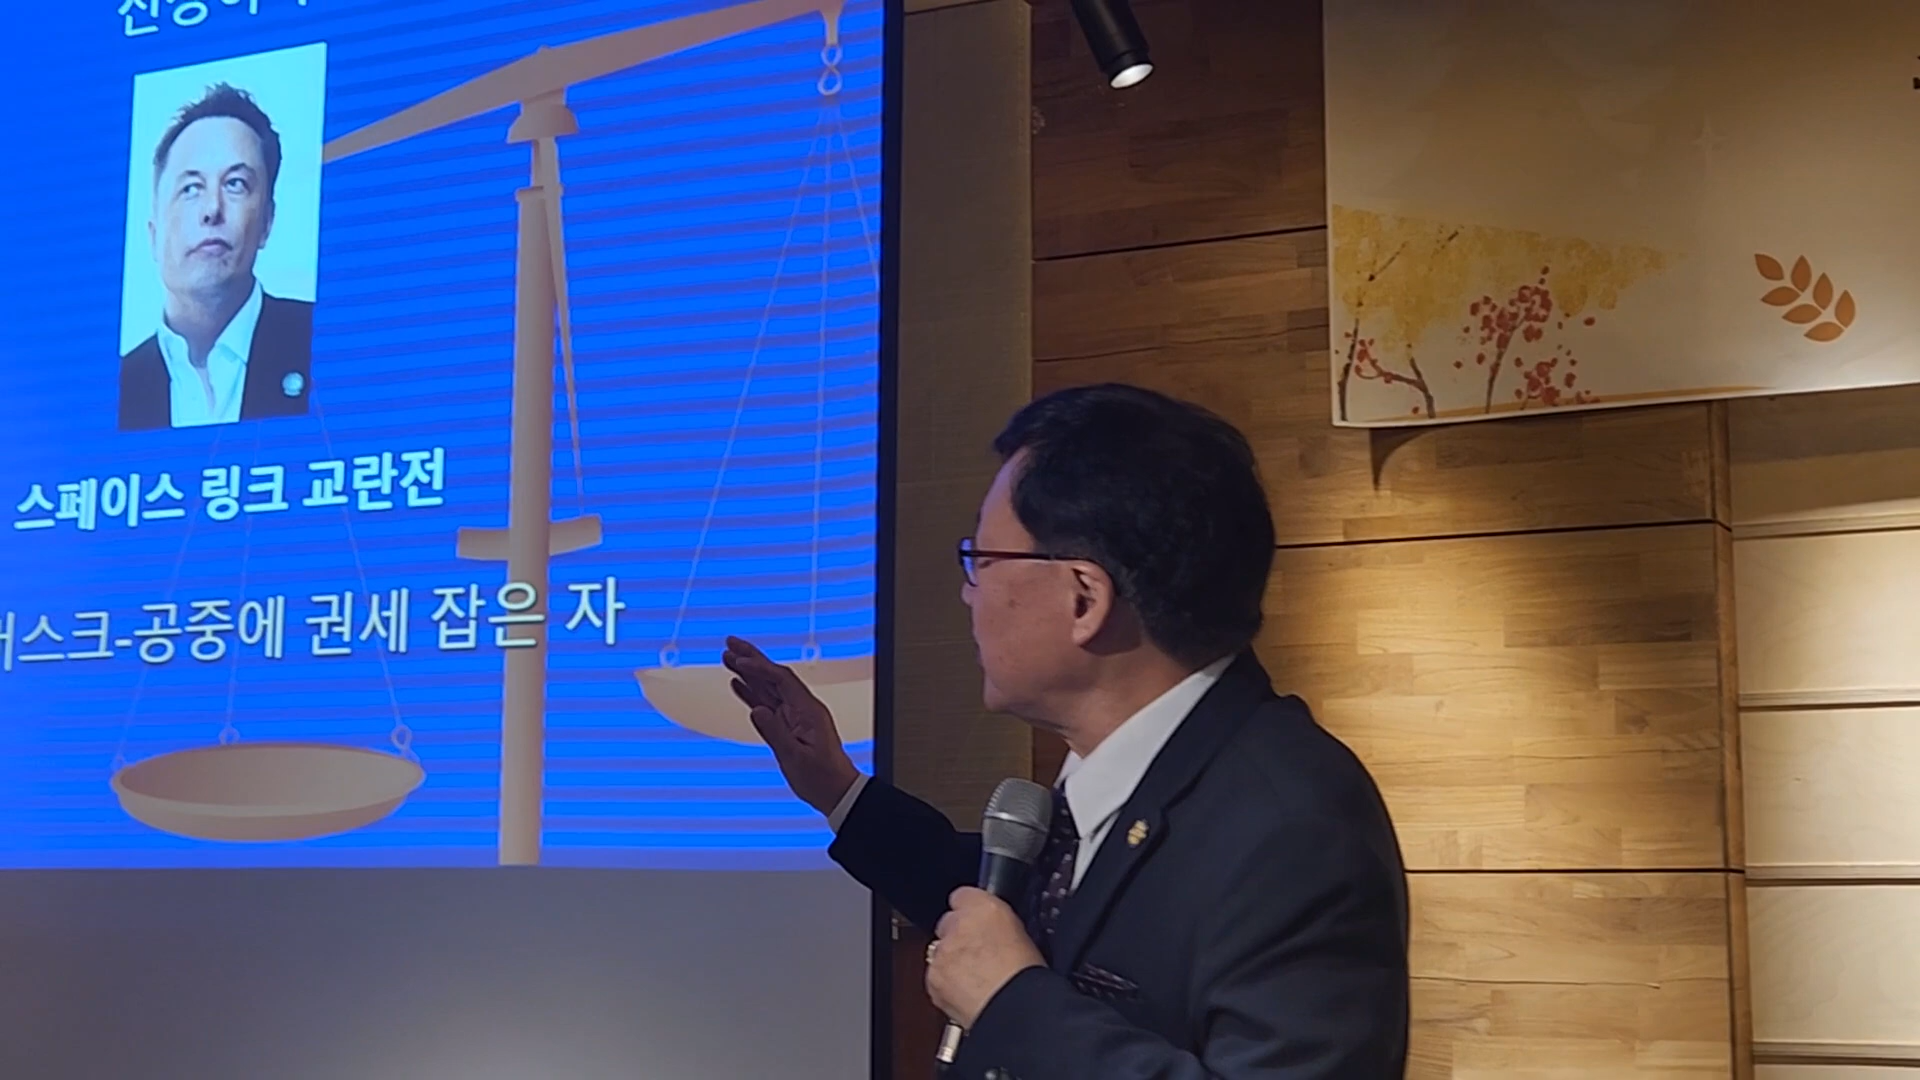 스페이스 링크 교란전
머스크-공중에 권세 잡은 자